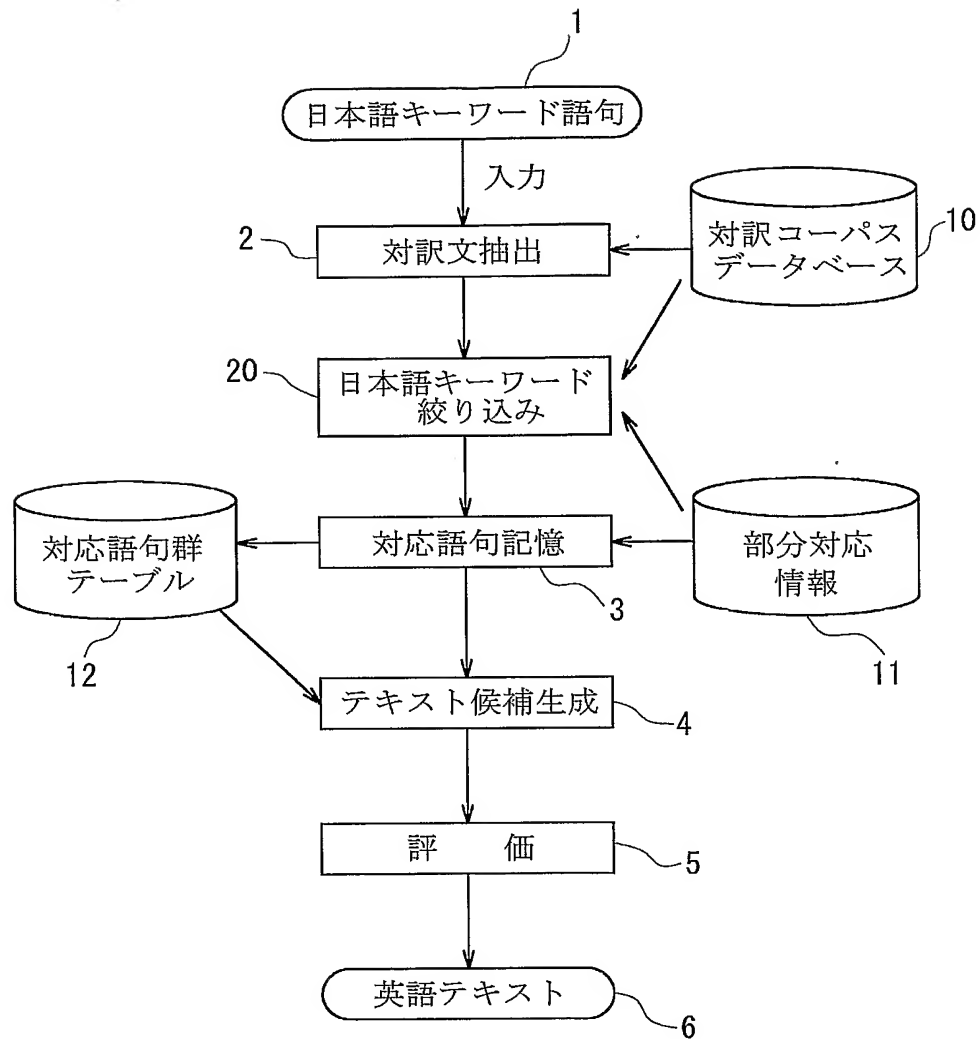 1
日本語キーワード語句
入力
2
対訳文抽出
対訳コーパス
データベース
10
20
日本語キーワード
絞り込み
対応語句群
テーブル
12
対応語句記憶
3
部分対応
情報
11
テキスト候補生成
4
評 価
5
英語テキスト
6